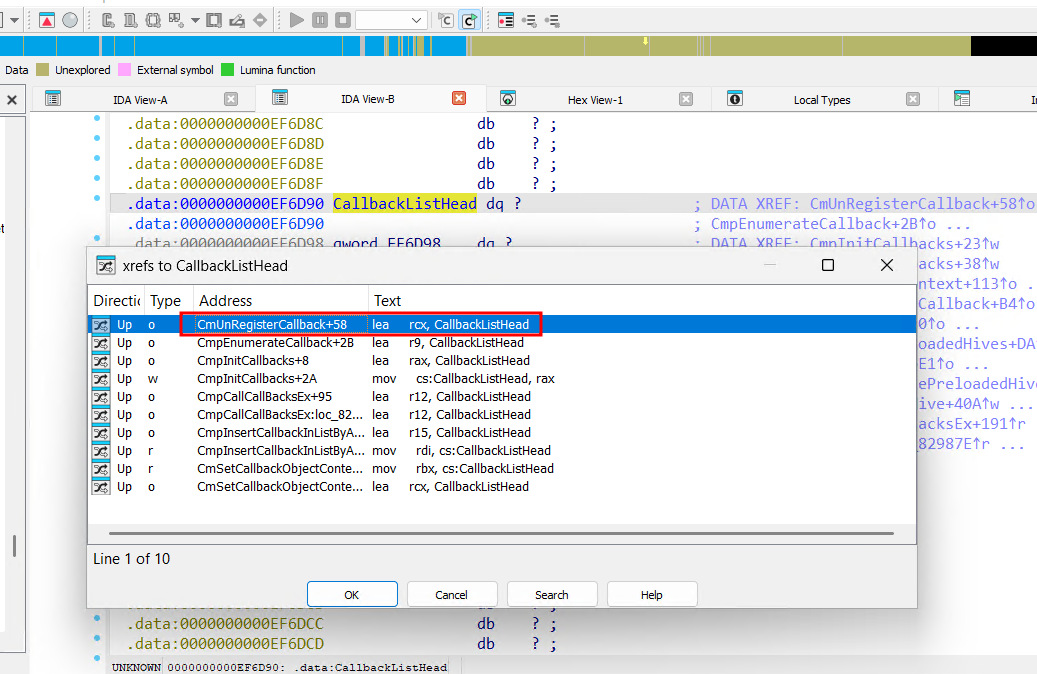 Data Unexplored External symbol Lumina function
IDA View-A IDA View-B Hex View-1 Local Types
.data:0000000000EF6D8C db ? ;
.data:0000000000EF6D8D db ? ;
.data:0000000000EF6D8E db ? ;
.data:0000000000EF6D8F db ? ;
.data:0000000000EF6D90 CallbackListHead dq ? ; DATA XREF: CmUnRegisterCallback+58↑o
.data:0000000000EF6D90 ; CmpEnumerateCallback+2B↑o ...
.data:0000000000EF6D98 qword_EF6D98 dq ? ; DATA XREF: CmpInitCallbacks+23↑w
acks+38↑w
ntext+113↑o ...
Callback+B4↑o
0↑o ...
oadedHives+DA
E1↑o ...
ePreloadedHiv
ive+40A↑w ...
acksEx+191↑r
82987E↑r ...
xrefs to CallbackListHead
Directic Type Address Text
Up o CmUnRegisterCallback+58 lea rcx, CallbackListHead
Up o CmpEnumerateCallback+2B lea r9, CallbackListHead
Up o CmpInitCallbacks+8 lea rax, CallbackListHead
Up w CmpInitCallbacks+2A mov cs:CallbackListHead, rax
Up o CmpCallCallBacksEx+95 lea r12, CallbackListHead
Up o CmpCallCallBacksEx:loc_82... lea r12, CallbackListHead
Up o CmpInsertCallbackInListByA... lea r15, CallbackListHead
Up r CmpInsertCallbackInListByA... mov rdi, cs:CallbackListHead
Up r CmSetCallbackObjectConte... mov rbx, cs:CallbackListHead
Up o CmSetCallbackObjectConte... lea rcx, CallbackListHead
Line 1 of 10
OK Cancel Search Help
.data:0000000000EF6DCC db ? ;
.data:0000000000EF6DCD db ? ;
UNKNOWN 0000000000EF6D90: .data:CallbackListHead